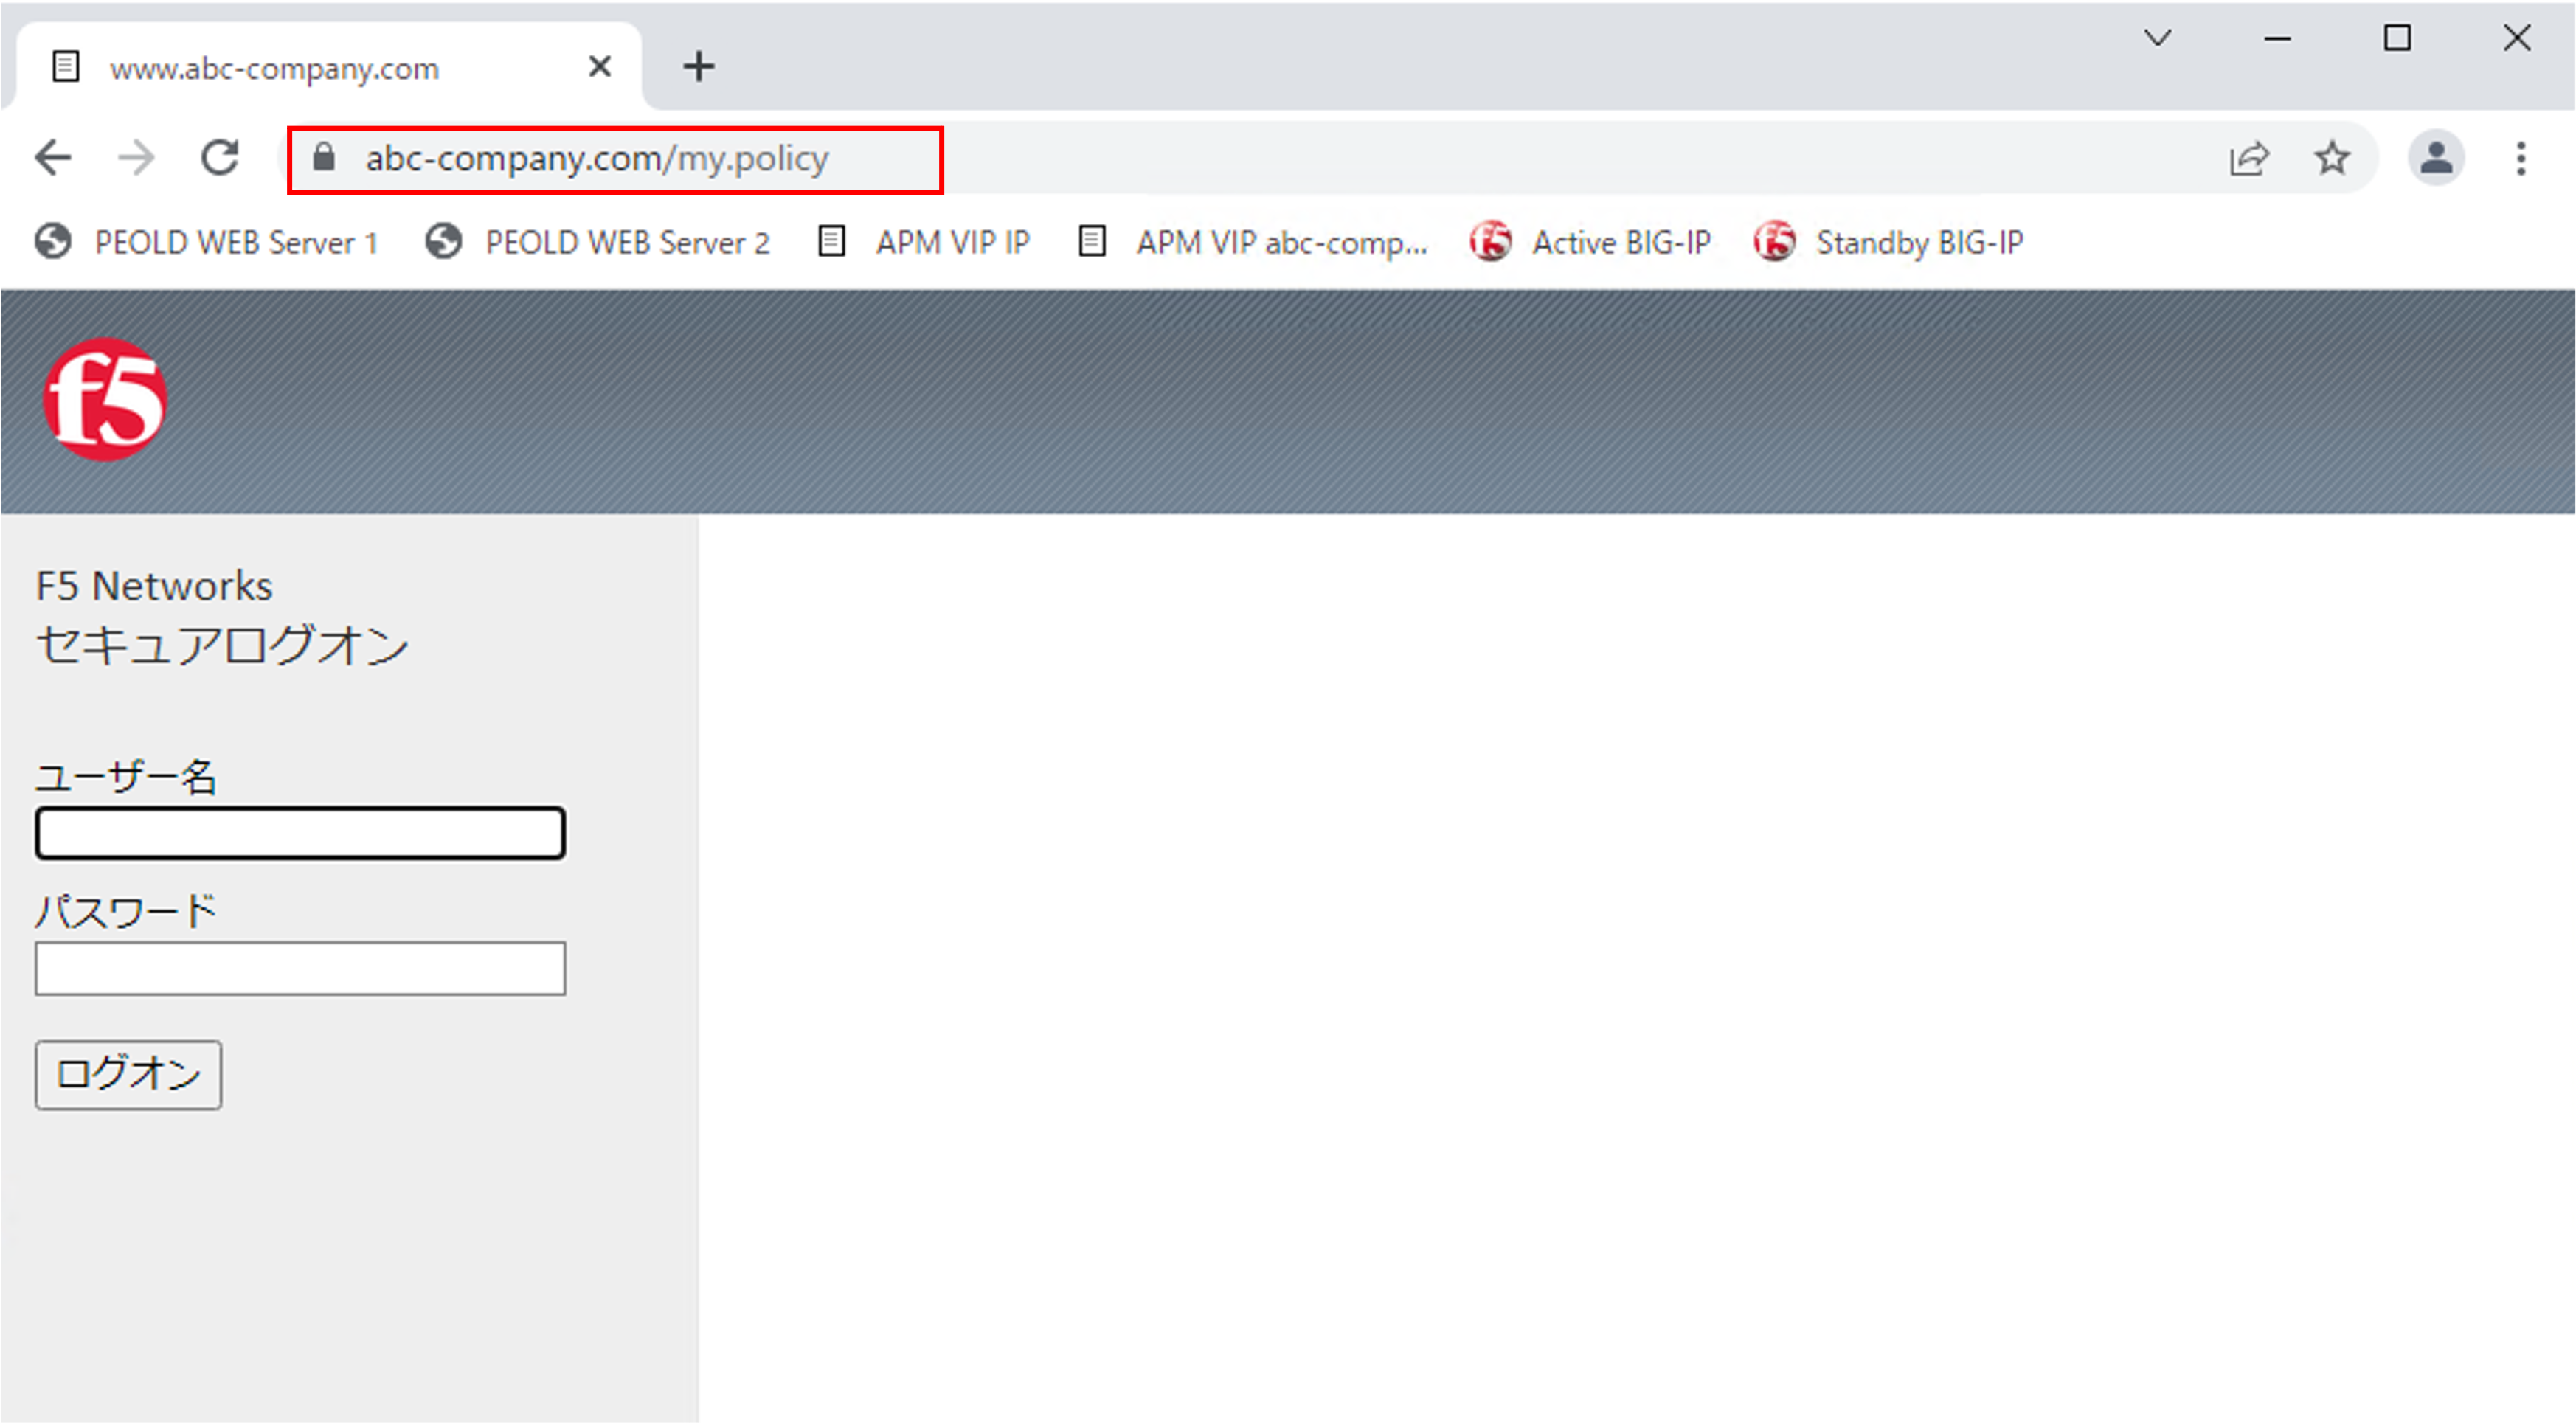 www.abc-company.com
abc-company.com/my.policy
PEOLD WEB Server 1 PEOLD WEB Server 2 APM VIP IP APM VIP abc-comp... Active BIG-IP Standby BIG-IP
f5
F5 Networks
セキュアログオン
ユーザー名
パスワード
ログオン